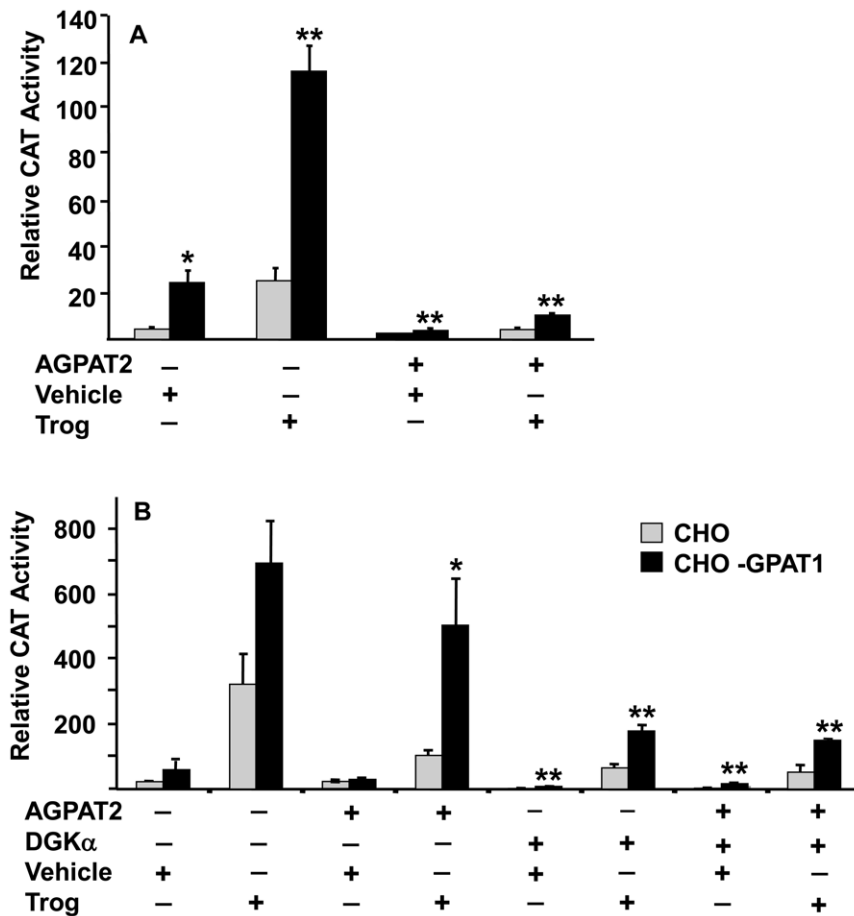 A
Relative CAT Activity
140
120
100
80
60
40
20
* ** ** **
AGPAT2 – – + +
Vehicle + – + –
Trog – + – +
B
Relative CAT Activity
800
600
400
200
CHO
CHO -GPAT1
* ** ** ** **
AGPAT2 – – + + – – + +
DGKα – – – – + + + +
Vehicle + – + – + – + –
Trog – + – + – + – +